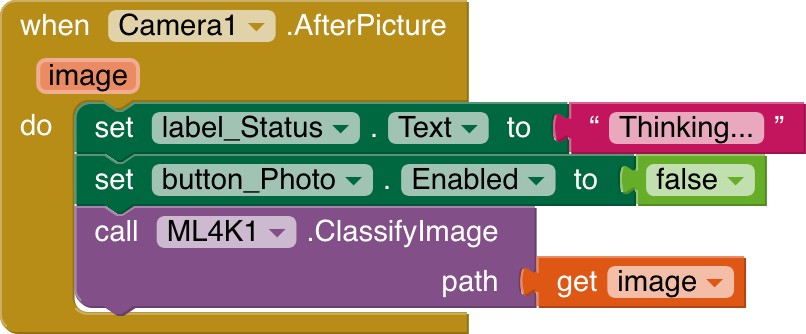 when Camera1 .AfterPicture
image
do set label_Status . Text to “ Thinking... ”
set button_Photo . Enabled to false
call ML4K1 .ClassifyImage
path get image